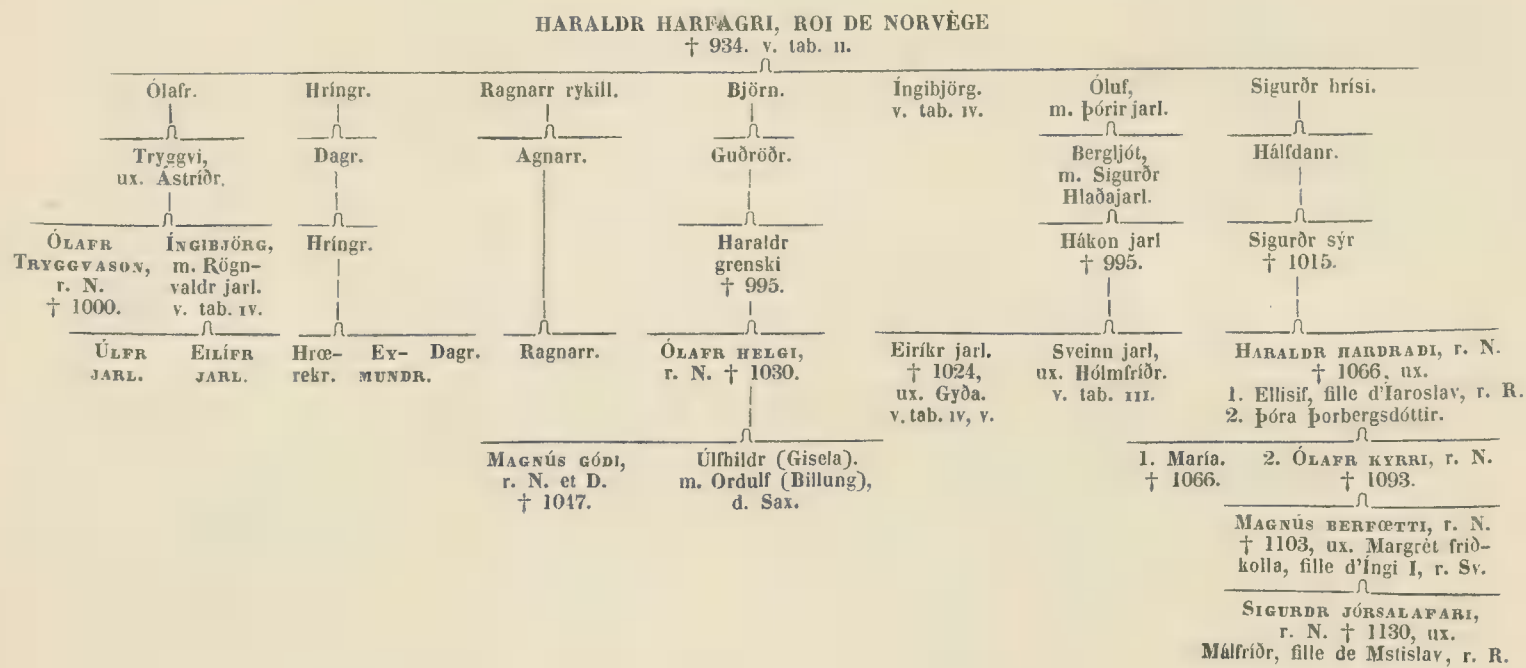 HARALDR HARFAGRI, ROI DE NORVÈGE
† 934. v. tab. II.
Ólafr.
Hríngr.
Ragnarr rykill.
Björn.
Íngibjörg.
v. tab. IV.
Óluf,
m. Þórir jarl.
Sigurðr hrísi.
Tryggvi,
ux. Ástríðr.
Dagr.
Agnarr.
Guðröðr.
Bergljót,
m. Sigurðr
Hlaðajarl.
Hálfdanr.
ÓLAFR
TRYGGVASON,
r. N.
† 1000.
ÍNGIBJÖRG,
m. Rögn-
valdr jarl.
v. tab. IV.
Hríngr.
Haraldr
grenski
† 995.
Hákon jarl
† 995.
Sigurðr sýr
† 1015.
ÚLFR
JARL.
EILÍFR
JARL.
Hrœ-
rekr.
EY-
MUNDR.
Dagr.
Ragnarr.
ÓLAFR HELGI,
r. N. † 1030.
Eiríkr jarl.
† 1024,
ux. Gyða.
v. tab. IV, V.
Sveinn jarl,
ux. Hólmfríðr.
v. tab. III.
HARALDR HARDRADI, r. N.
† 1066, ux.
1. Ellisif, fille d'Iaroslav, r. R.
2. Þóra Þorbergsdóttir.
MAGNÚS GÓDI,
r. N. et D.
† 1047.
Úlfhildr (Gisela).
m. Ordulf (Billung),
d. Sax.
1. María.
† 1066.
2. ÓLAFR KYRRI, r. N.
† 1093.
MAGNÚS BERFŒTTI, r. N.
† 1103, ux. Margrèt frið-
kolla, fille d'Íngi I, r. Sv.
SIGURDR JÓRSALAFARI,
r. N. † 1130, ux.
Málfríðr, fille de Mstislav, r. R.